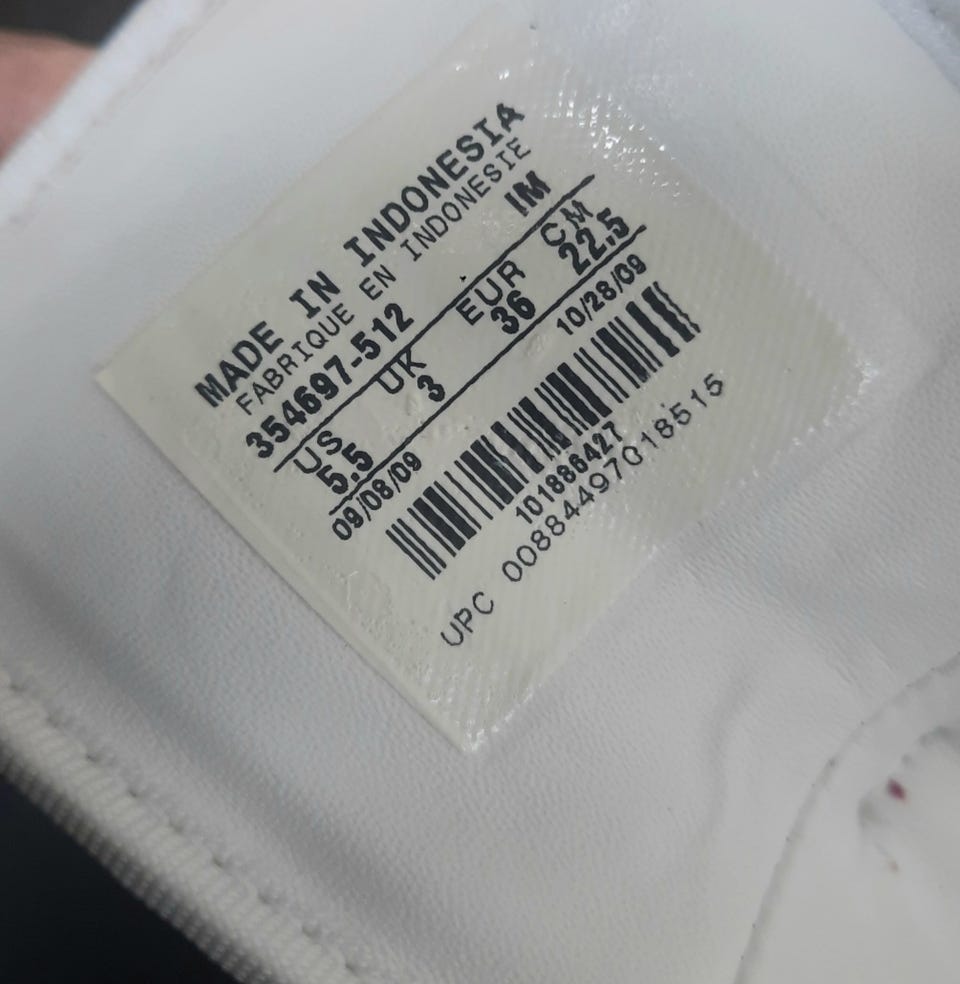 MADE IN INDONESIA
FABRIQUE EN INDONESIE
354697-512 IM
US UK EUR CM
5.5 3 36 22.5
09/08/09 10/28/09
101886427
UPC 00884497018515